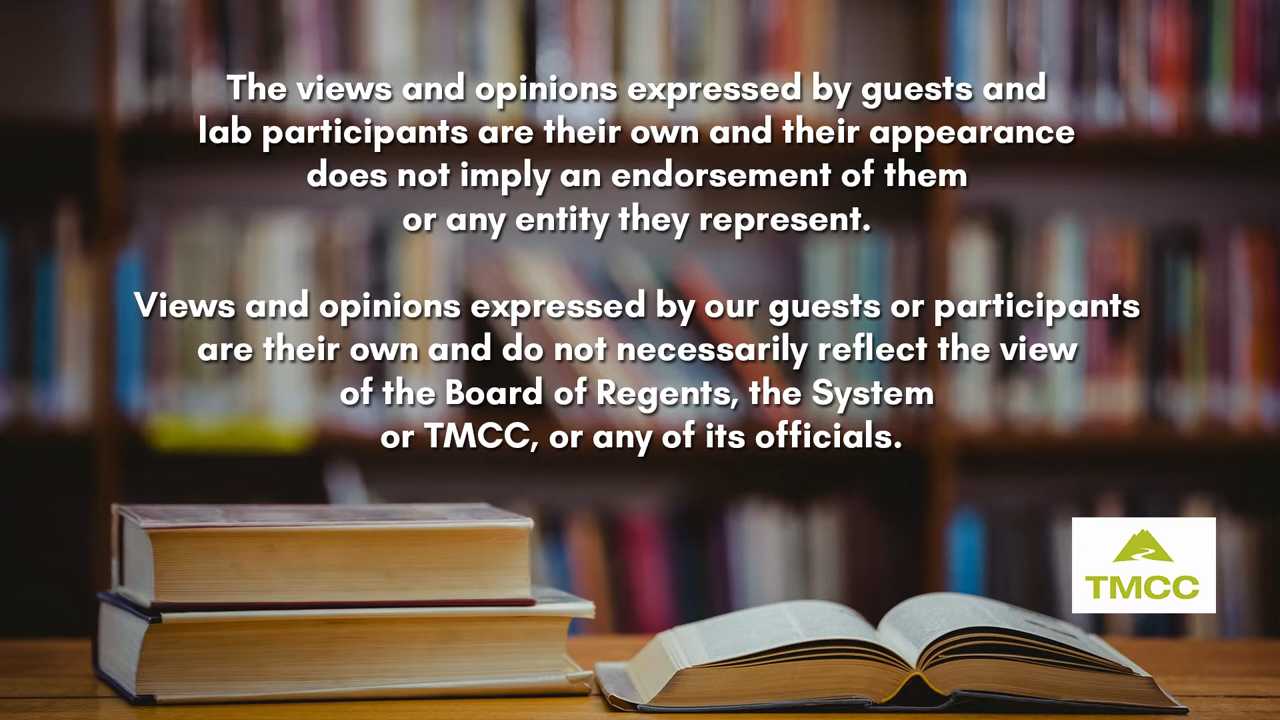 The views and opinions expressed by guests and
lab participants are their own and their appearance
does not imply an endorsement of them
or any entity they represent.
Views and opinions expressed by our guests or participants
are their own and do not necessarily reflect the view
of the Board of Regents, the System
or TMCC, or any of its officials.
TMCC